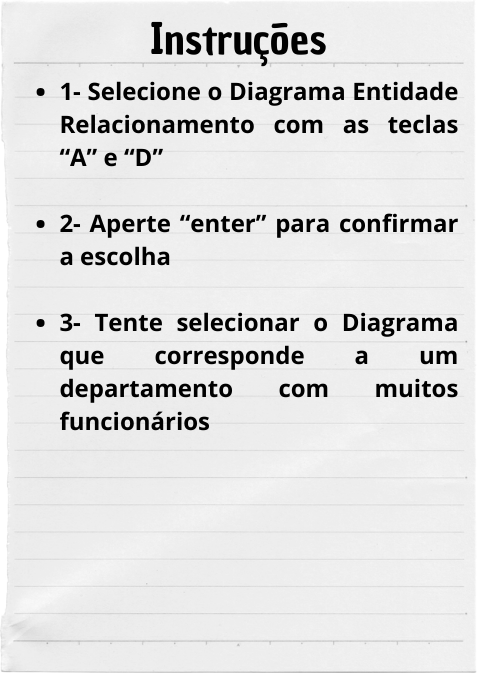 Instruções
• 1- Selecione o Diagrama Entidade
Relacionamento com as teclas
“A” e “D”
• 2- Aperte “enter” para confirmar
a escolha
• 3- Tente selecionar o Diagrama
que corresponde a um
departamento com muitos
funcionários